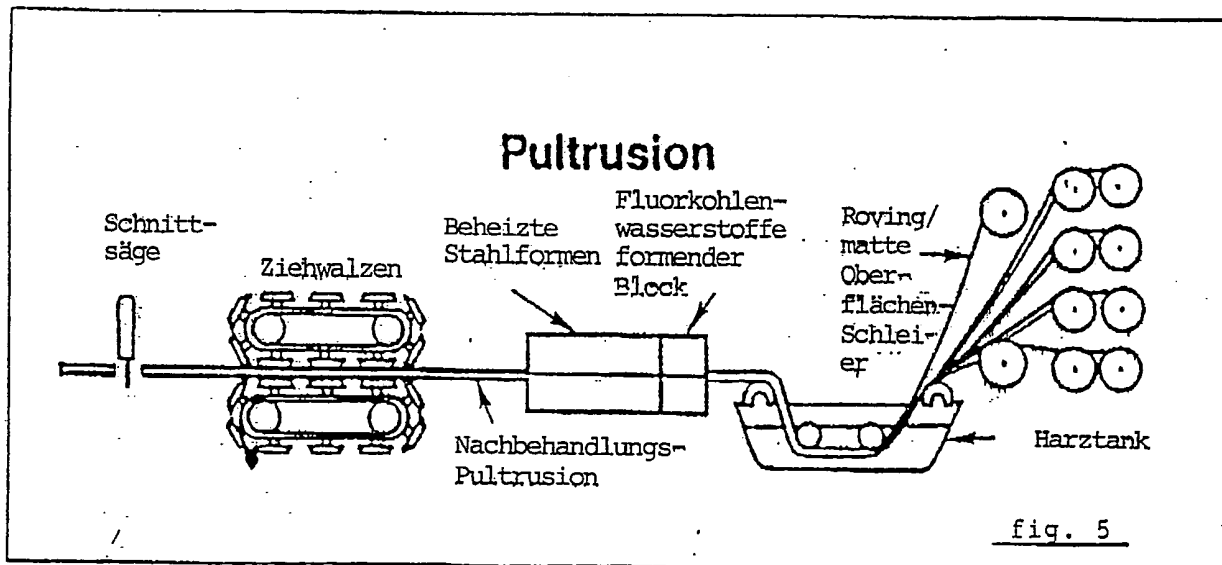 Pultrusion
Schnitt-
säge
Ziehwalzen
Beheizte
Stahlformen
Fluorkohlen-
wasserstoffe
formender
Block
Roving/
matte
Ober-
flächen-
Schlei-
er
Nachbehandlungs-
Pultrusion
Harztank
fig. 5